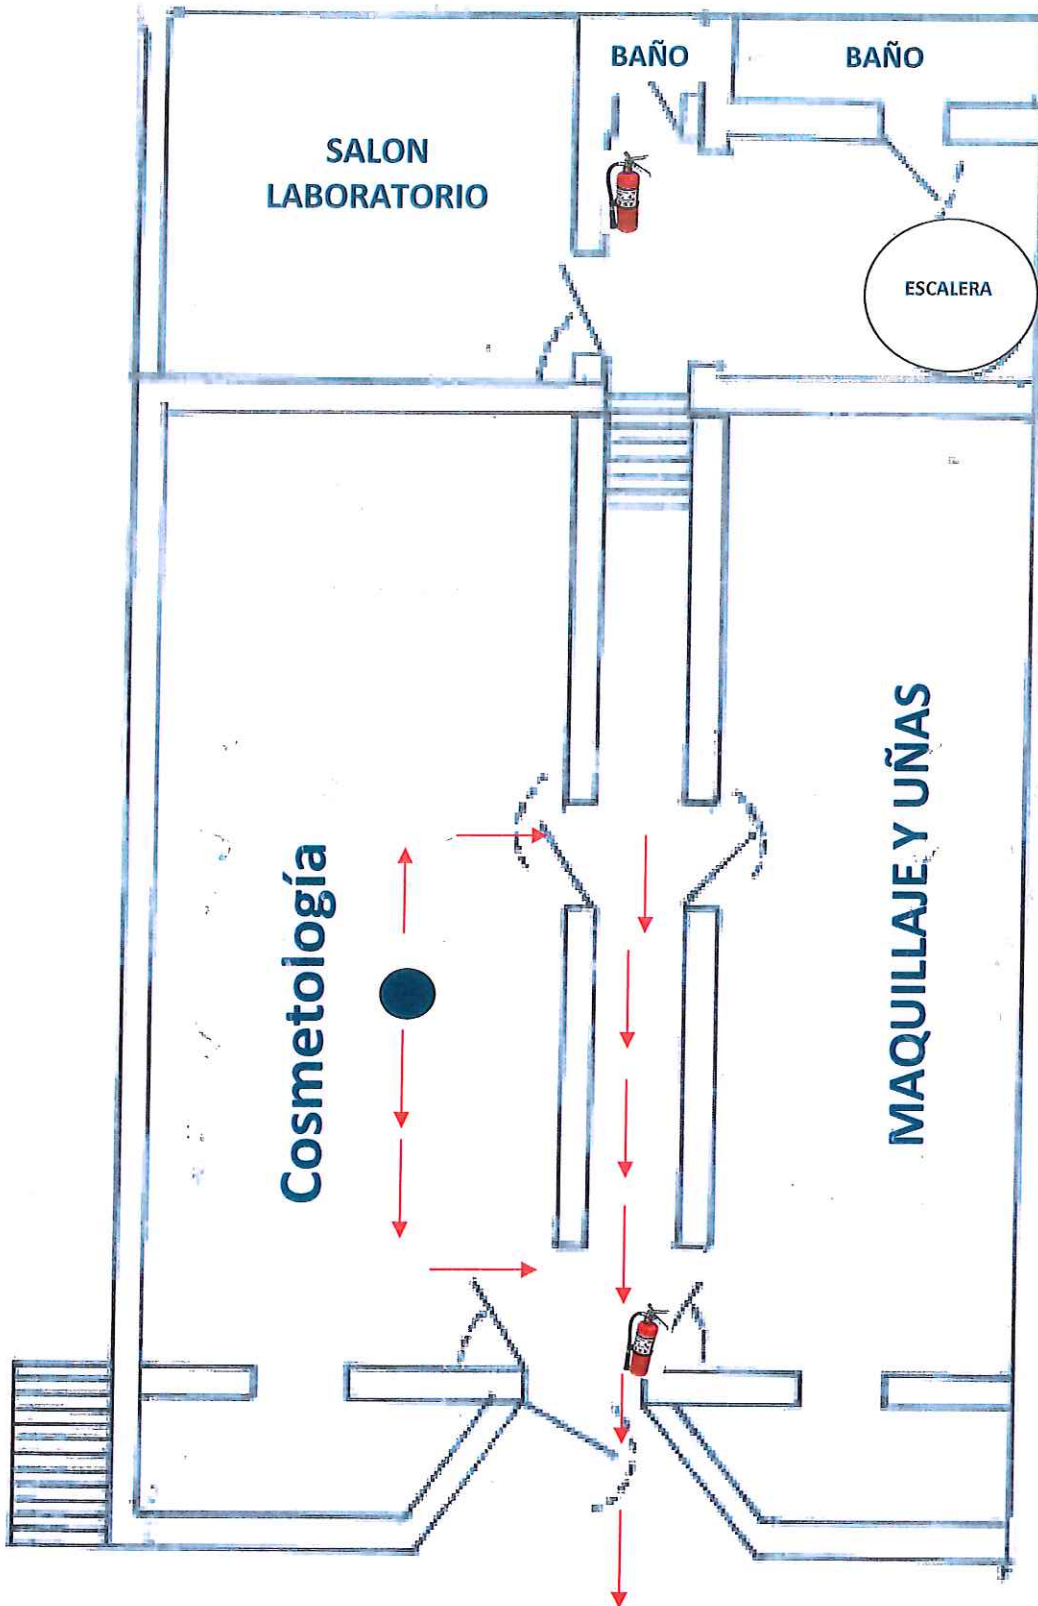 BAÑO
BAÑO
SALON
LABORATORIO
ESCALERA
Cosmetología
MAQUILLAJE Y UÑAS